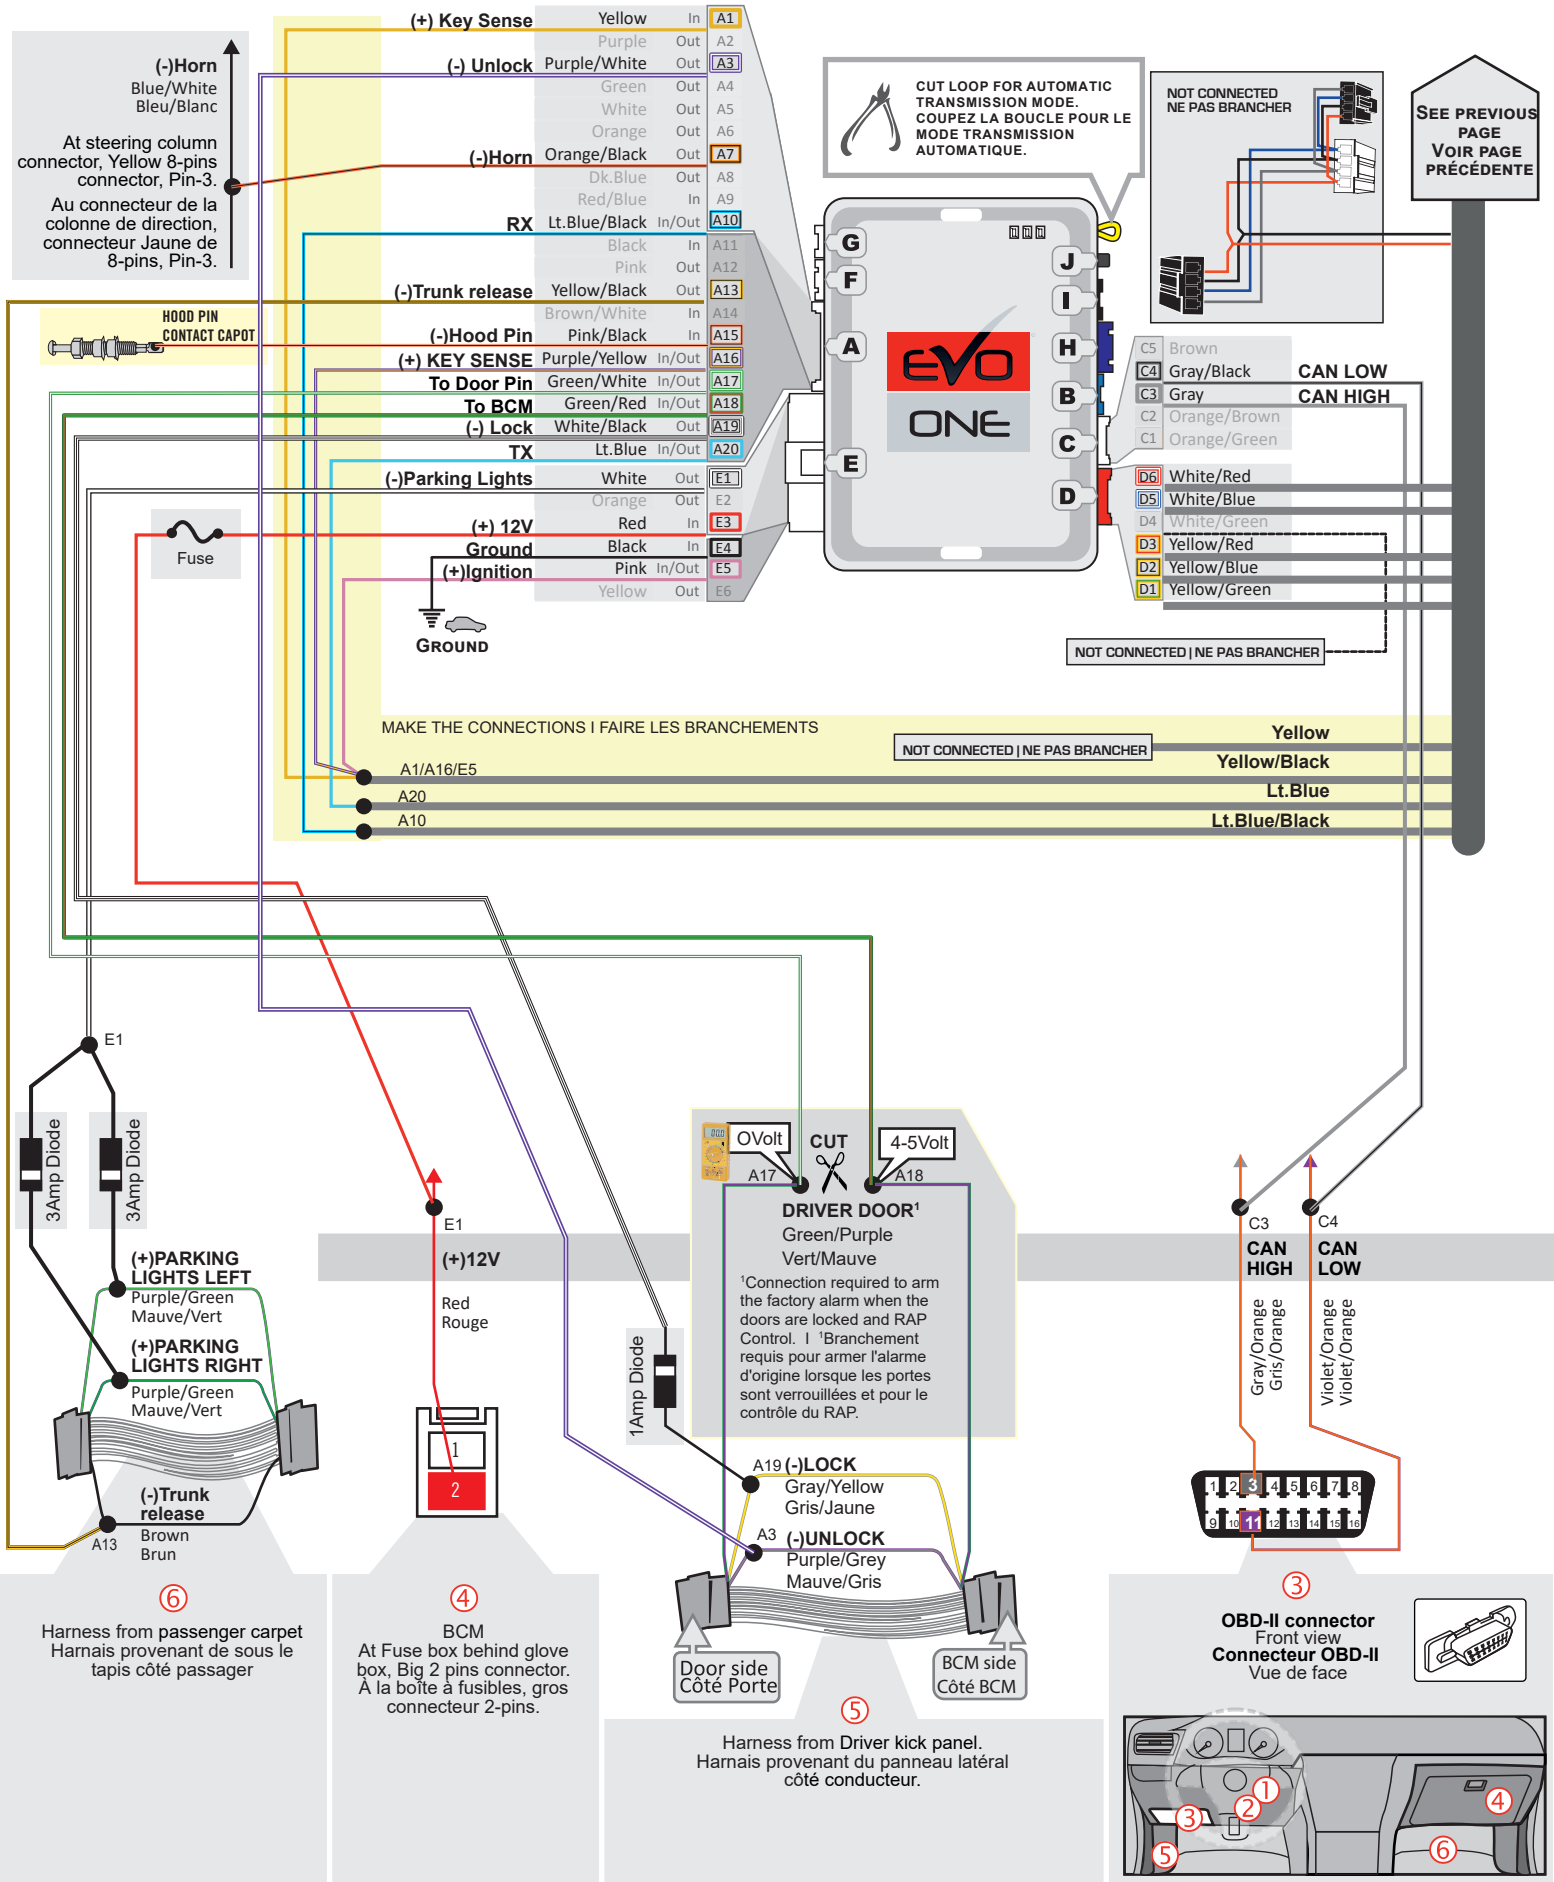 (-)Horn
Blue/White
Bleu/Blanc
At steering column
connector, Yellow 8-pins
connector, Pin-3.
Au connecteur de la
colonne de direction,
connecteur Jaune de
8-pins, Pin-3.
HOOD PIN
CONTACT CAPOT
(+) Key Sense Yellow In A1
Purple Out A2
(-) Unlock Purple/White Out A3
Green Out A4
White Out A5
Orange Out A6
(-)Horn Orange/Black Out A7
Dk.Blue Out A8
Red/Blue In A9
RX Lt.Blue/Black In/Out A10
Black In A11
Pink Out A12
(-)Trunk release Yellow/Black Out A13
Brown/White In A14
(-)Hood Pin Pink/Black In A15
(+) KEY SENSE Purple/Yellow In/Out A16
To Door Pin Green/White In/Out A17
To BCM Green/Red In/Out A18
(-) Lock White/Black Out A19
TX Lt.Blue In/Out A20
(-)Parking Lights White Out E1
Orange Out E2
(+) 12V Red In E3
Ground Black In E4
(+)Ignition Pink In/Out E5
Yellow Out E6
Fuse
GROUND
CUT LOOP FOR AUTOMATIC
TRANSMISSION MODE.
COUPEZ LA BOUCLE POUR LE
MODE TRANSMISSION
AUTOMATIQUE.
G
F
A
E
J
I
H
B
C
D
EVO
ONE
NOT CONNECTED
NE PAS BRANCHER
SEE PREVIOUS
PAGE
VOIR PAGE
PRÉCÉDENTE
C5 Brown
C4 Gray/Black CAN LOW
C3 Gray CAN HIGH
C2 Orange/Brown
C1 Orange/Green
D6 White/Red
D5 White/Blue
D4 White/Green
D3 Yellow/Red
D2 Yellow/Blue
D1 Yellow/Green
NOT CONNECTED | NE PAS BRANCHER
MAKE THE CONNECTIONS I FAIRE LES BRANCHEMENTS
NOT CONNECTED | NE PAS BRANCHER
Yellow
A1/A16/E5
Yellow/Black
A20
Lt.Blue
A10
Lt.Blue/Black
E1
3Amp Diode
3Amp Diode
(+)PARKING
LIGHTS LEFT
Purple/Green
Mauve/Vert
(+)PARKING
LIGHTS RIGHT
Purple/Green
Mauve/Vert
(-)Trunk
release
Brown
Brun
A13
6
Harness from passenger carpet
Harnais provenant de sous le
tapis côté passager
E1
(+)12V
Red
Rouge
1
2
4
BCM
At Fuse box behind glove
box, Big 2 pins connector.
À la boîte à fusibles, gros
connecteur 2-pins.
000
OVolt
CUT
4-5Volt
A17
A18
DRIVER DOOR¹
Green/Purple
Vert/Mauve
¹Connection required to arm
the factory alarm when the
doors are locked and RAP
Control. I ¹Branchement
requis pour armer l'alarme
d'origine lorsque les portes
sont verrouillées et pour le
contrôle du RAP.
1Amp Diode
A19 (-)LOCK
Gray/Yellow
Gris/Jaune
A3 (-)UNLOCK
Purple/Grey
Mauve/Gris
Door side
Côté Porte
BCM side
Côté BCM
5
Harness from Driver kick panel.
Harnais provenant du panneau latéral
côté conducteur.
C3
C4
CAN
HIGH
CAN
LOW
Gray/Orange
Gris/Orange
Violet/Orange
Violet/Orange
1 2 3 4 5 6 7 8
9 10 11 12 13 14 15 16
3
OBD-II connector
Front view
Connecteur OBD-II
Vue de face
1
2
3
4
5
6